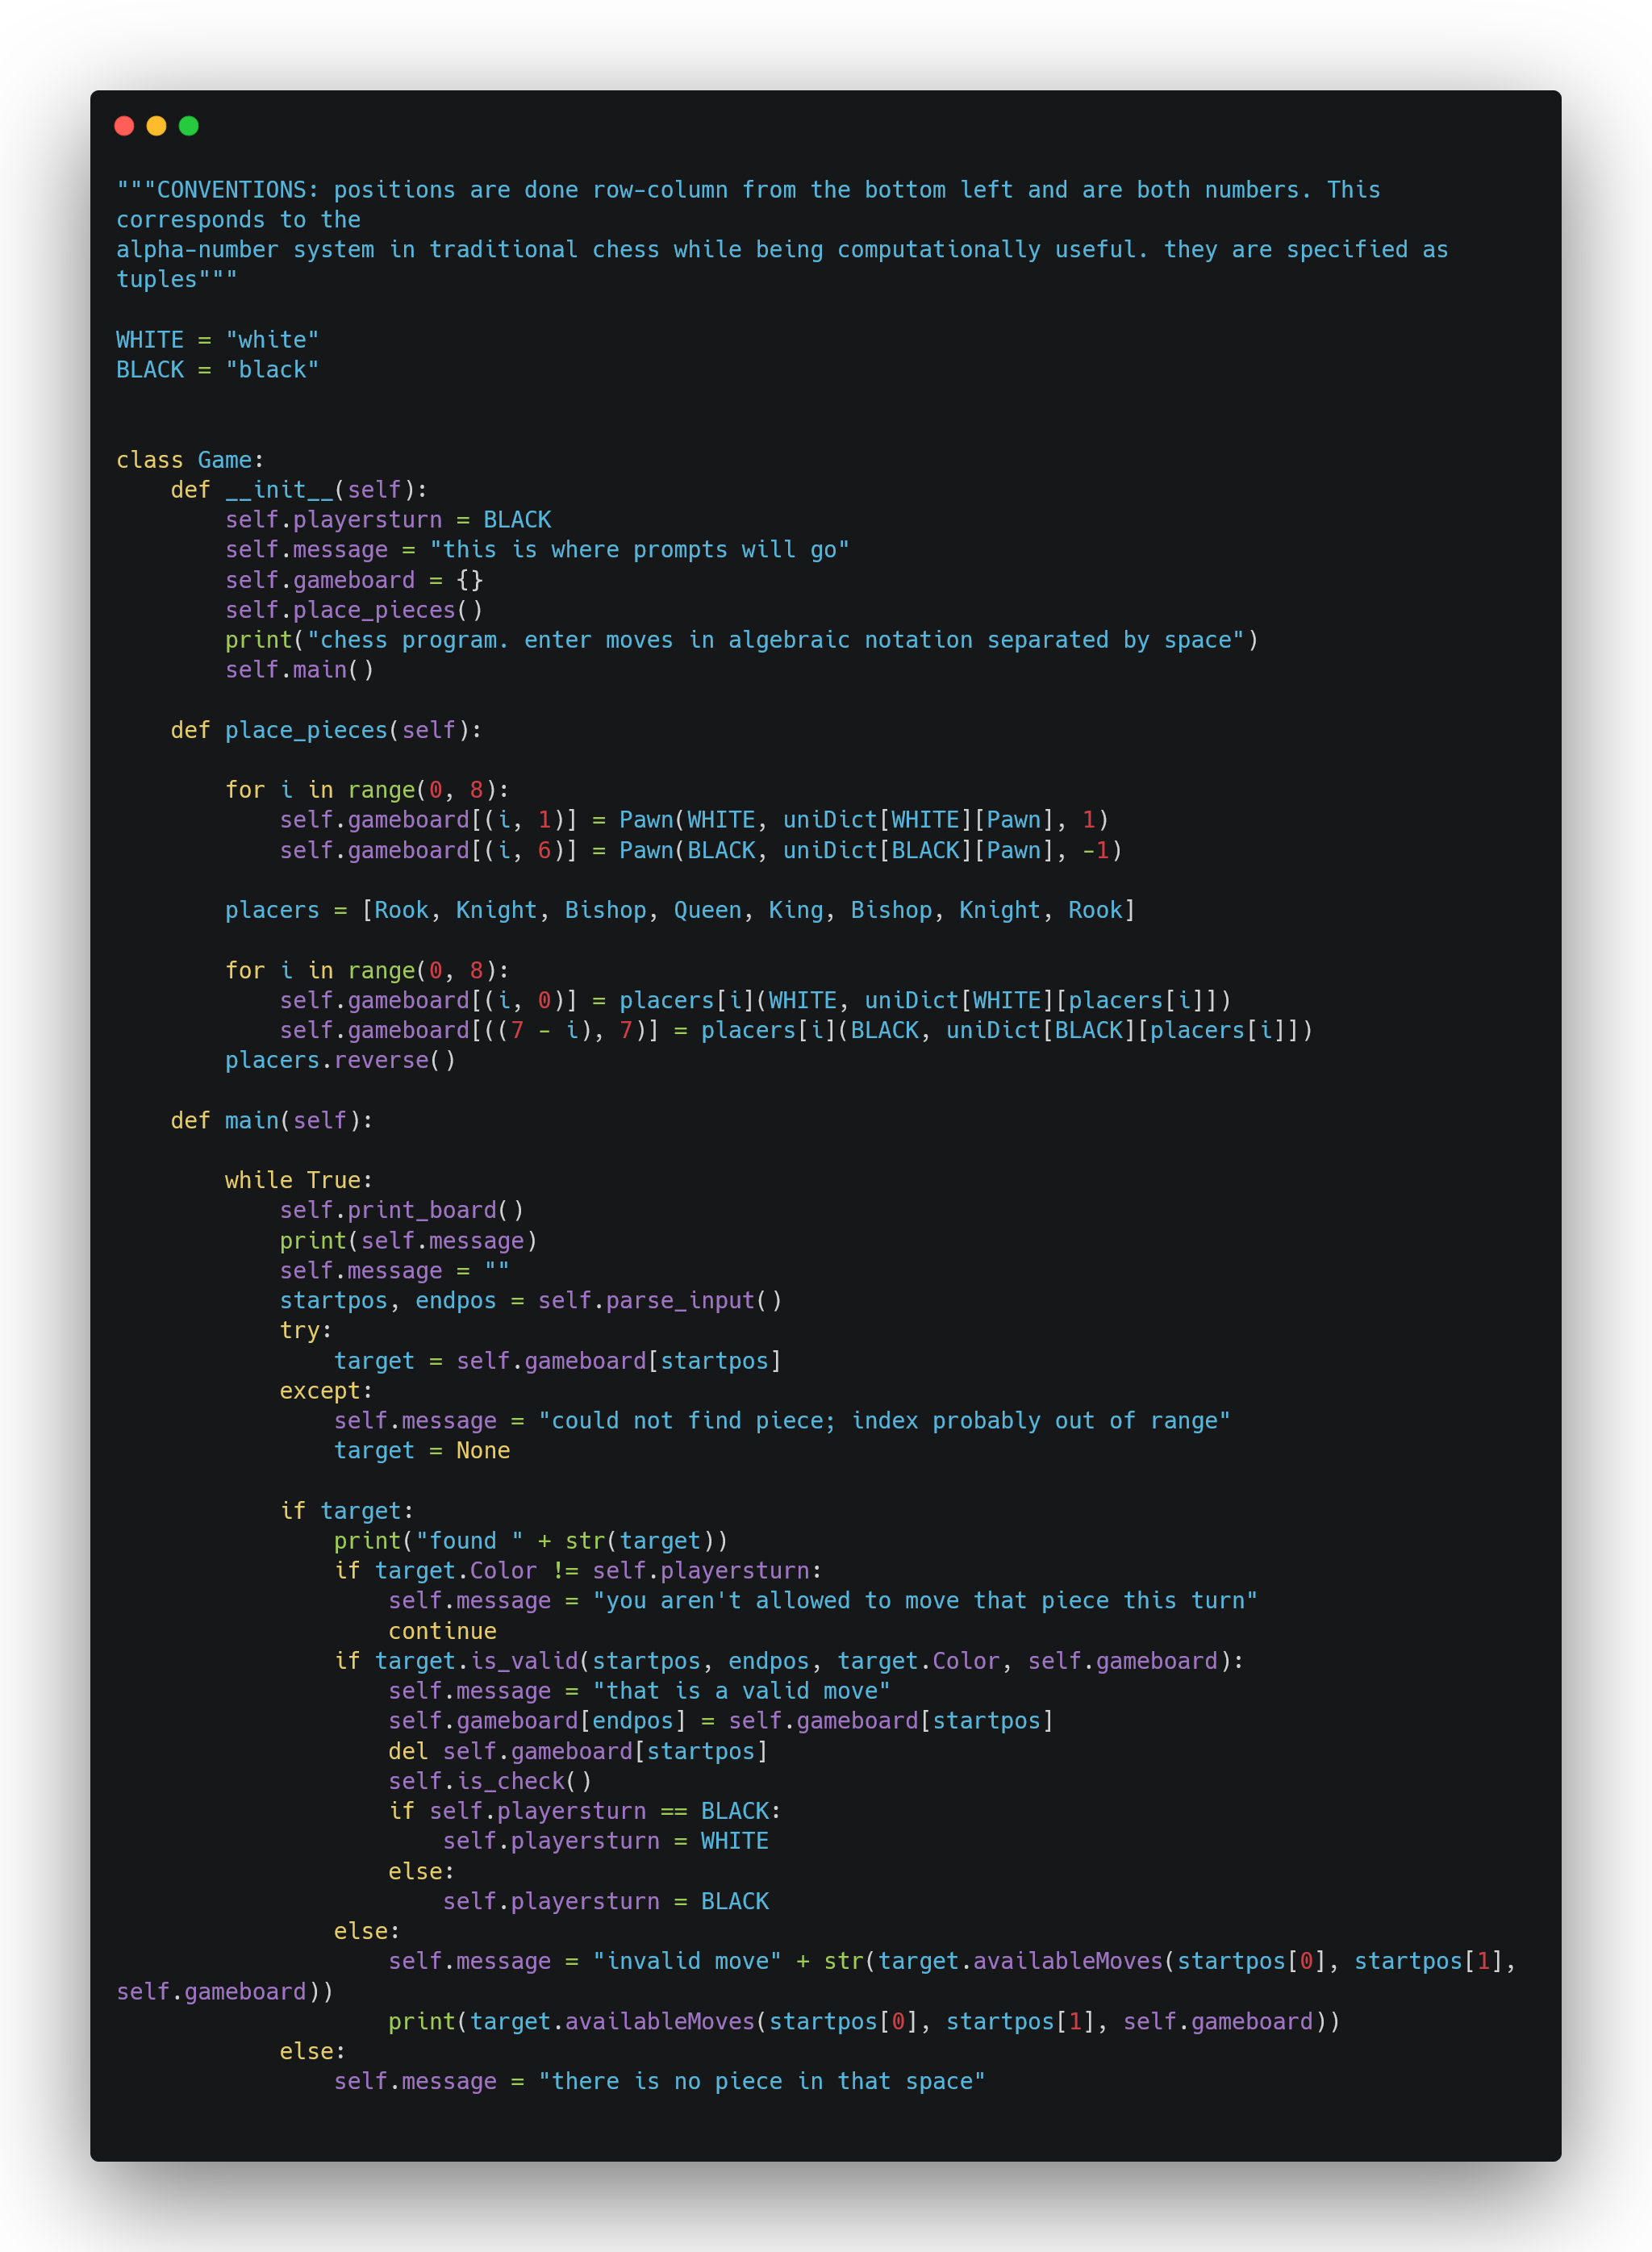 """CONVENTIONS: positions are done row-column from the bottom left and are both numbers. This
corresponds to the
alpha-number system in traditional chess while being computationally useful. they are specified as
tuples"""

WHITE = "white"
BLACK = "black"


class Game:
    def __init__(self):
        self.playersturn = BLACK
        self.message = "this is where prompts will go"
        self.gameboard = {}
        self.place_pieces()
        print("chess program. enter moves in algebraic notation separated by space")
        self.main()

    def place_pieces(self):

        for i in range(0, 8):
            self.gameboard[(i, 1)] = Pawn(WHITE, uniDict[WHITE][Pawn], 1)
            self.gameboard[(i, 6)] = Pawn(BLACK, uniDict[BLACK][Pawn], -1)

        placers = [Rook, Knight, Bishop, Queen, King, Bishop, Knight, Rook]

        for i in range(0, 8):
            self.gameboard[(i, 0)] = placers[i](WHITE, uniDict[WHITE][placers[i]])
            self.gameboard[((7 - i), 7)] = placers[i](BLACK, uniDict[BLACK][placers[i]])
        placers.reverse()

    def main(self):

        while True:
            self.print_board()
            print(self.message)
            self.message = ""
            startpos, endpos = self.parse_input()
            try:
                target = self.gameboard[startpos]
            except:
                self.message = "could not find piece; index probably out of range"
                target = None

            if target:
                print("found " + str(target))
                if target.Color != self.playersturn:
                    self.message = "you aren't allowed to move that piece this turn"
                    continue
                if target.is_valid(startpos, endpos, target.Color, self.gameboard):
                    self.message = "that is a valid move"
                    self.gameboard[endpos] = self.gameboard[startpos]
                    del self.gameboard[startpos]
                    self.is_check()
                    if self.playersturn == BLACK:
                        self.playersturn = WHITE
                    else:
                        self.playersturn = BLACK
                else:
                    self.message = "invalid move" + str(target.availableMoves(startpos[0], startpos[1],
self.gameboard))
                    print(target.availableMoves(startpos[0], startpos[1], self.gameboard))
            else:
                self.message = "there is no piece in that space"